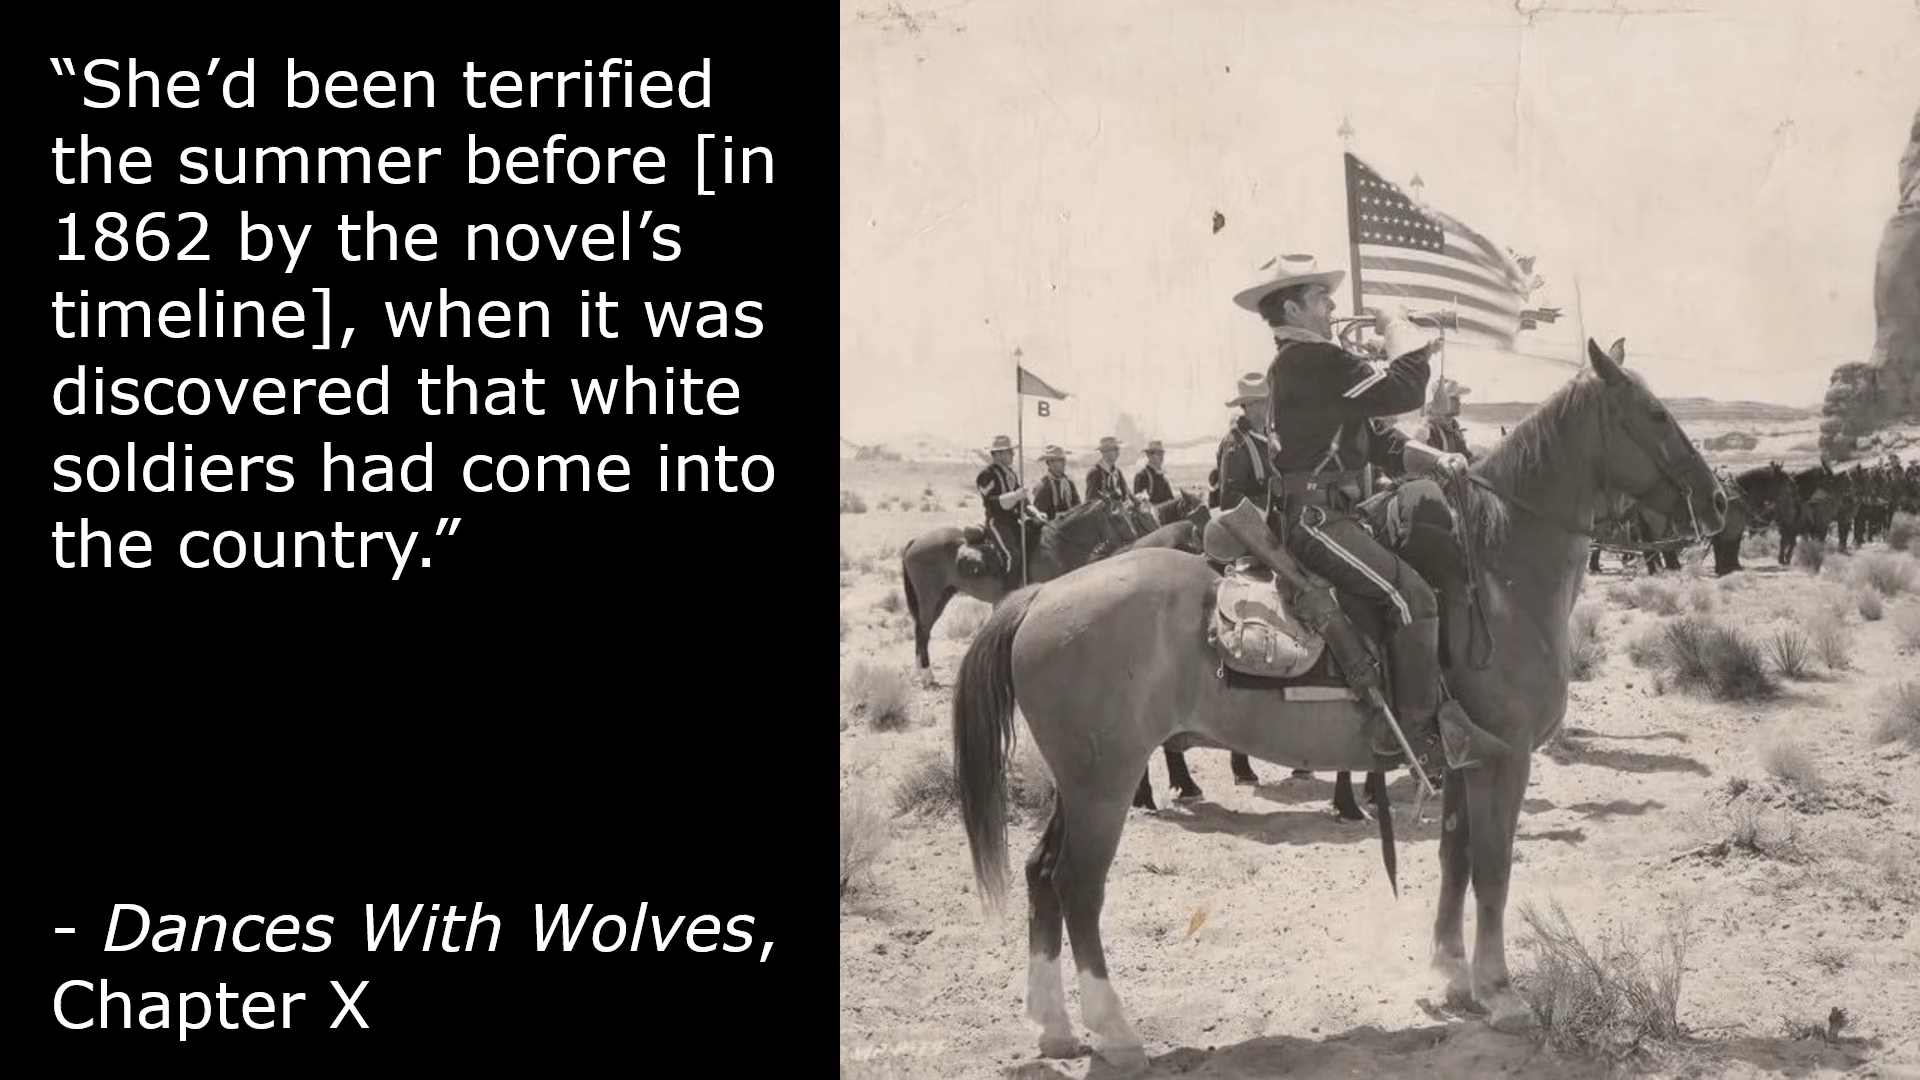 “She’d been terrified
the summer before [in
1862 by the novel’s
timeline], when it was
discovered that white
soldiers had come into
the country.”
- Dances With Wolves,
Chapter X
B